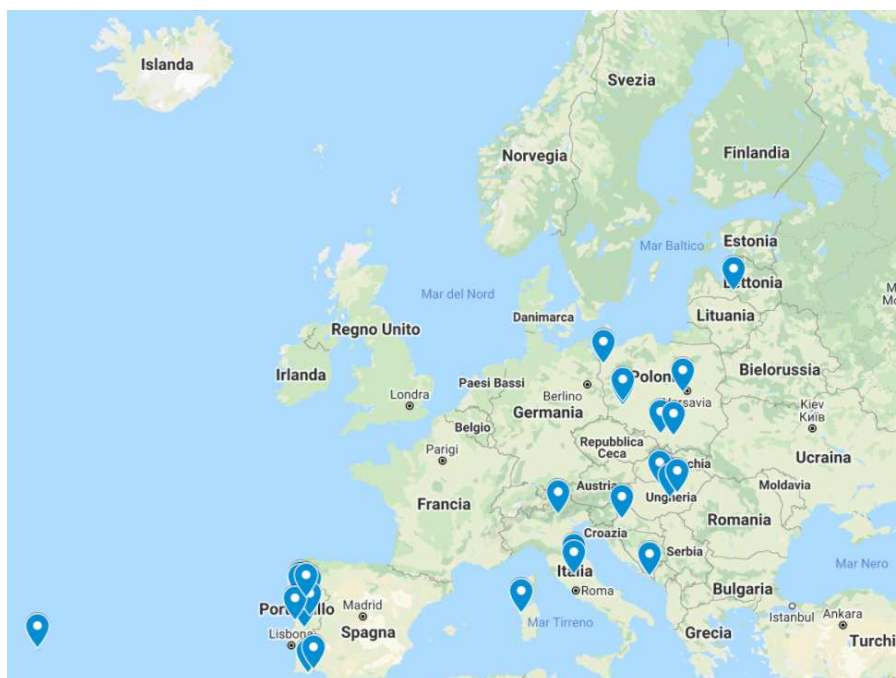 Islanda
Svezia
Norvegia
Finlandia
Estonia
Mar Baltico
Lettonia
Mar del Nord
Lituania
Danimarca
Regno Unito
Irlanda
Bielorussia
Paesi Bassi
Berlino
Polonia
Londra
Varsavia
Germania
Kiev
Київ
Belgio
Repubblica
Ceca
Parigi
Ucraina
Austria
Moldavia
Ungheria
Francia
Romania
Croazia
Serbia
Mar Nero
Italia
Bulgaria
Roma
Madrid
Istanbul
Ankara
Lisbona
Spagna
Mar Tirreno
Grecia
Turchi